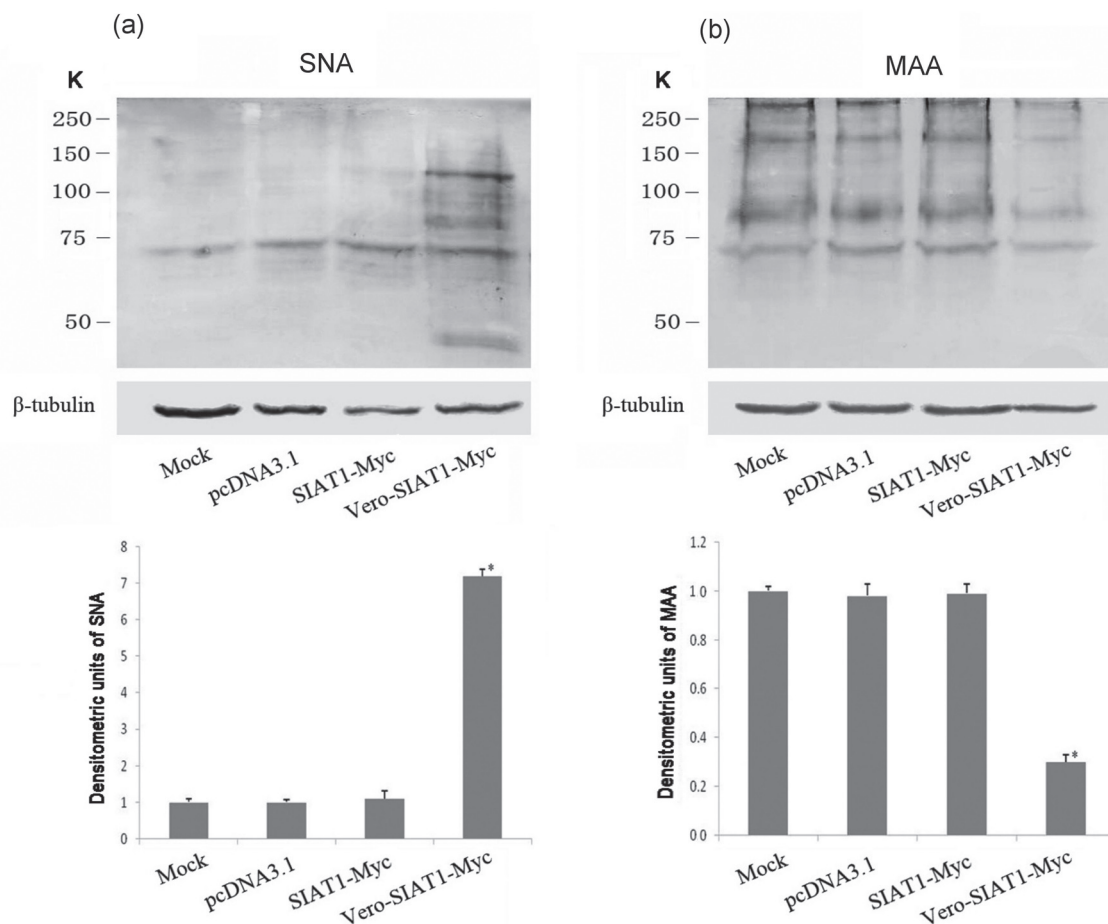 (a)
SNA
K
250
150
100
75
50
β-tubulin
Mock
pcDNA3.1
SIAT1-Myc
Vero-SIAT1-Myc
Densitometric units of SNA
8
7
6
5
4
3
2
1
0
*
Mock
pcDNA3.1
SIAT1-Myc
Vero-SIAT1-Myc
(b)
MAA
K
250
150
100
75
50
β-tubulin
Mock
pcDNA3.1
SIAT1-Myc
Vero-SIAT1-Myc
Densitometric units of MAA
1.2
1.0
0.8
0.6
0.4
0.2
0.0
*
Mock
pcDNA3.1
SIAT1-Myc
Vero-SIAT1-Myc